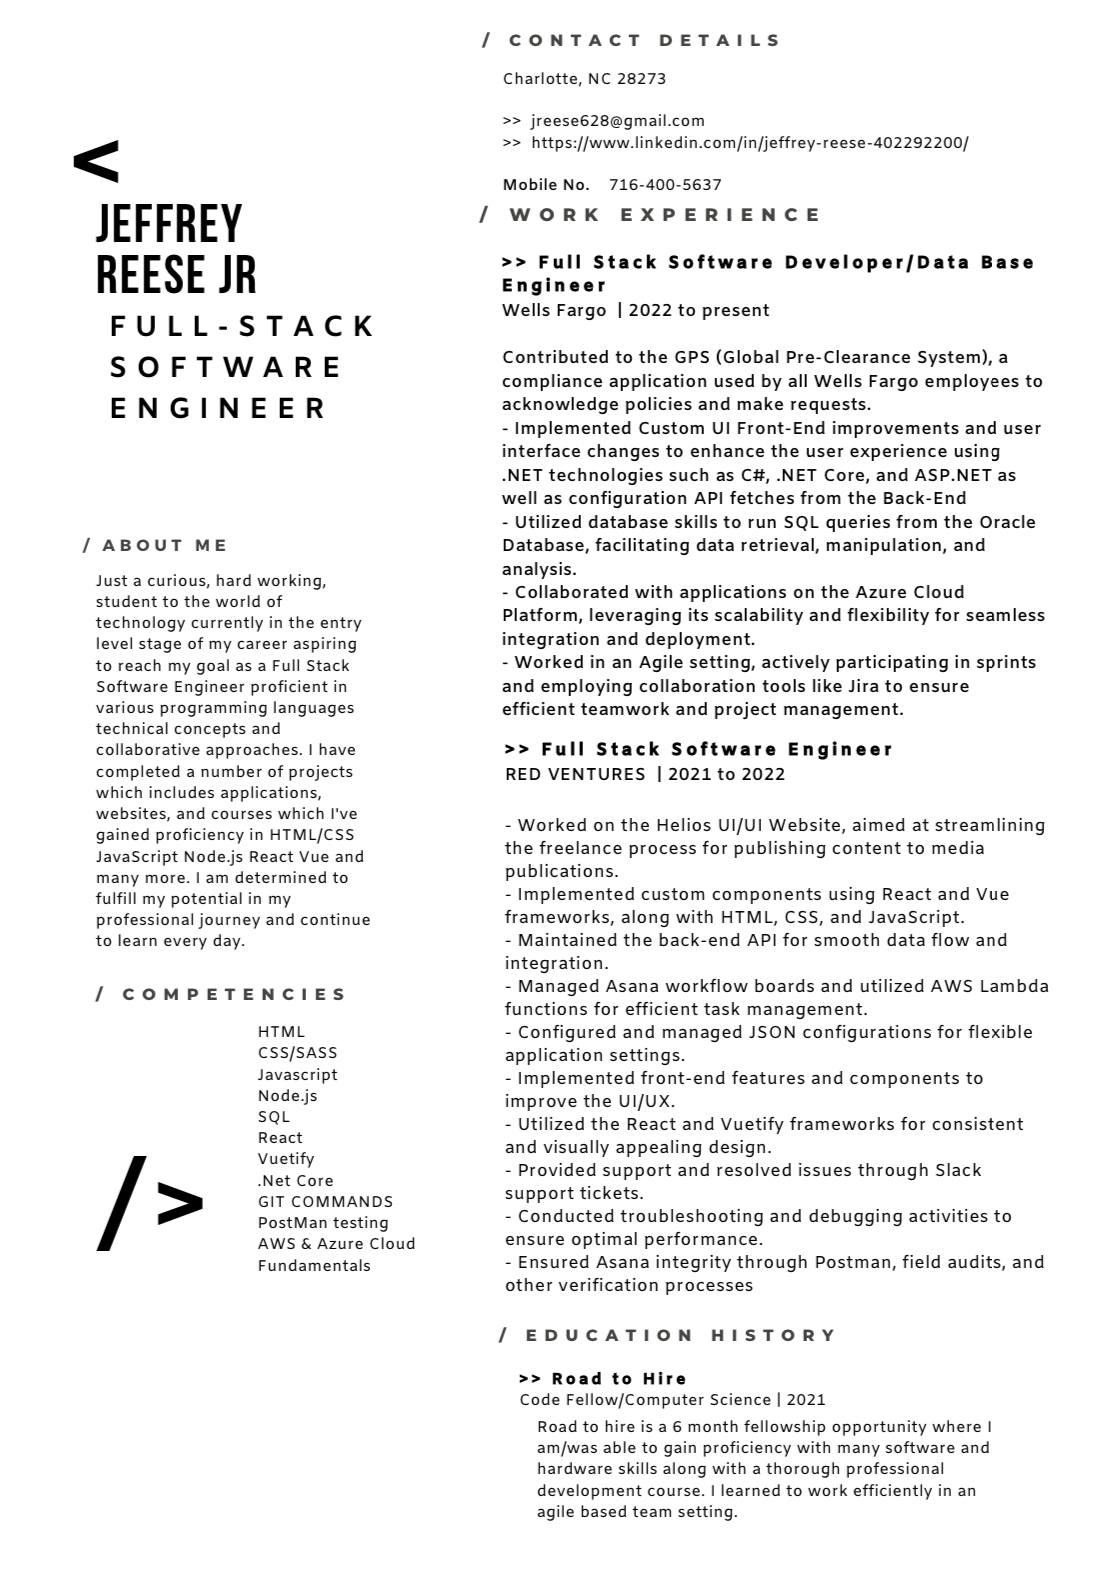 <
JEFFREY
REESE JR
FULL-STACK
SOFTWARE
ENGINEER
/ ABOUT ME
Just a curious, hard working,
student to the world of
technology currently in the entry
level stage of my career aspiring
to reach my goal as a Full Stack
Software Engineer proficient in
various programming languages
technical concepts and
collaborative approaches. I have
completed a number of projects
which includes applications,
websites, and courses which I've
gained proficiency in HTML/CSS
JavaScript Node.js React Vue and
many more. I am determined to
fulfill my potential in my
professional journey and continue
to learn every day.
/ COMPETENCIES
HTML
CSS/SASS
Javascript
Node.js
SQL
React
Vuetify
.Net Core
GIT COMMANDS
PostMan testing
AWS & Azure Cloud
Fundamentals
/>
/ CONTACT DETAILS
Charlotte, NC 28273
>> jreese628@gmail.com
>> https://www.linkedin.com/in/jeffrey-reese-402292200/
Mobile No. 716-400-5637
/ WORK EXPERIENCE
>> Full Stack Software Developer/Data Base
Engineer
Wells Fargo | 2022 to present
Contributed to the GPS (Global Pre-Clearance System), a
compliance application used by all Wells Fargo employees to
acknowledge policies and make requests.
- Implemented Custom UI Front-End improvements and user
interface changes to enhance the user experience using
.NET technologies such as C#, .NET Core, and ASP.NET as
well as configuration API fetches from the Back-End
- Utilized database skills to run SQL queries from the Oracle
Database, facilitating data retrieval, manipulation, and
analysis.
- Collaborated with applications on the Azure Cloud
Platform, leveraging its scalability and flexibility for seamless
integration and deployment.
- Worked in an Agile setting, actively participating in sprints
and employing collaboration tools like Jira to ensure
efficient teamwork and project management.
>> Full Stack Software Engineer
RED VENTURES | 2021 to 2022
- Worked on the Helios UI/UI Website, aimed at streamlining
the freelance process for publishing content to media
publications.
- Implemented custom components using React and Vue
frameworks, along with HTML, CSS, and JavaScript.
- Maintained the back-end API for smooth data flow and
integration.
- Managed Asana workflow boards and utilized AWS Lambda
functions for efficient task management.
- Configured and managed JSON configurations for flexible
application settings.
- Implemented front-end features and components to
improve the UI/UX.
- Utilized the React and Vuetify frameworks for consistent
and visually appealing design.
- Provided support and resolved issues through Slack
support tickets.
- Conducted troubleshooting and debugging activities to
ensure optimal performance.
- Ensured Asana integrity through Postman, field audits, and
other verification processes
/ EDUCATION HISTORY
>> Road to Hire
Code Fellow/Computer Science | 2021
Road to hire is a 6 month fellowship opportunity where I
am/was able to gain proficiency with many software and
hardware skills along with a thorough professional
development course. I learned to work efficiently in an
agile based team setting.